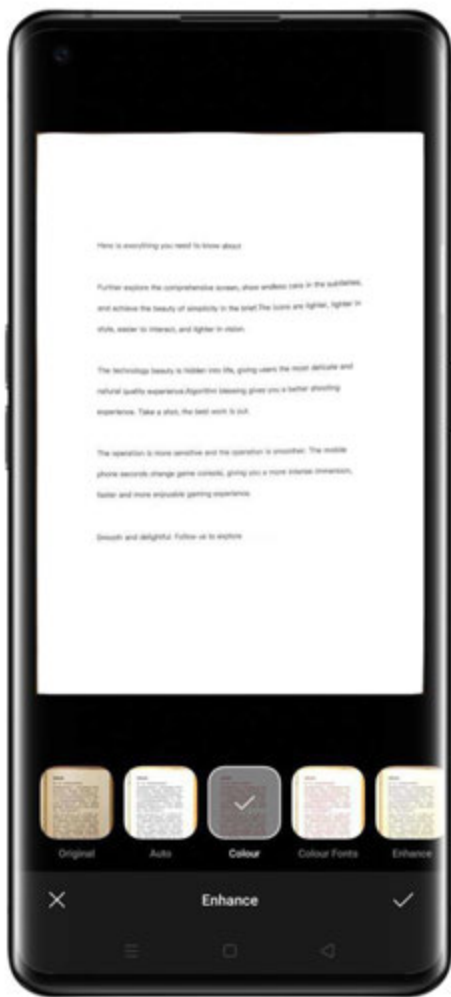 Here is everything you need to know about
Further explore the comprehensive screen, show endless care in the subtleties,
and achieve the beauty of simplicity in the brief.The icons are lighter, lighter in
style, easier to interact, and lighter in vision.
The technology beauty is hidden into life, giving users the most delicate and
natural quality experience.Algorithm blessing gives you a better shooting
experience. Take a shot, the best work is out.
The operation is more sensitive and the operation is smoother. The mobile
phone seconds change game console, giving you a more intense immersion,
faster and more enjoyable gaming experience.
Smooth and delightful. Follow us to explore
Original Auto Colour Colour Fonts Enhance
Enhance